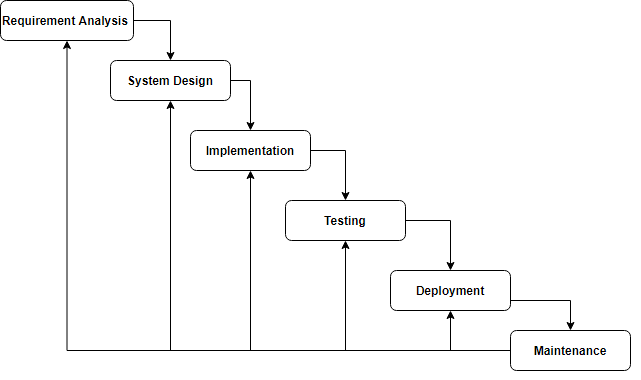 Requirement Analysis
System Design
Implementation
Testing
Deployment
Maintenance